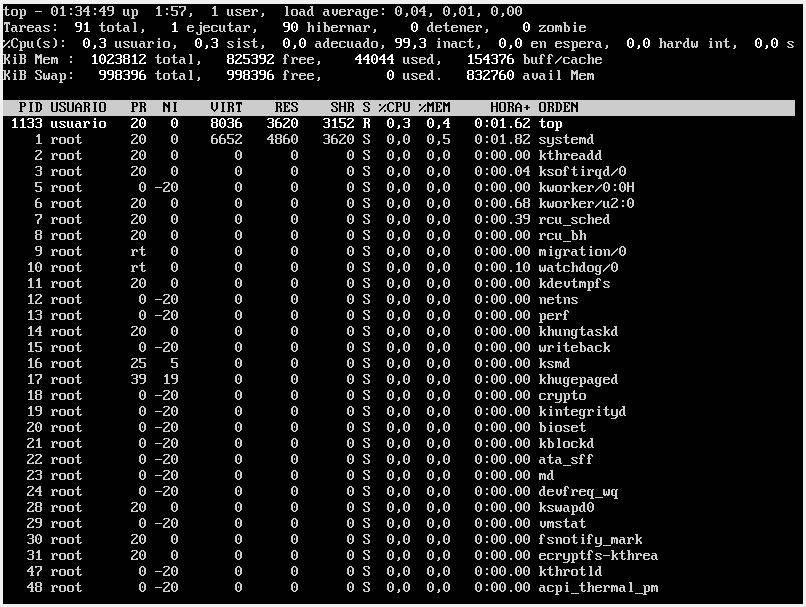 top - 01:34:49 up  1:57,  1 user,  load average: 0,04, 0,01, 0,00
Tareas:  91 total,   1 ejecutar,   90 hibernar,    0 detener,    0 zombie
%Cpu(s):  0,3 usuario,  0,3 sist,  0,0 adecuado, 99,3 inact,  0,0 en espera,  0,0 hardw int,  0,0 s
KiB Mem :  1023812 total,   825392 free,    44044 used,   154376 buff/cache
KiB Swap:   998396 total,   998396 free,        0 used.   832760 avail Mem
PID USUARIO   PR  NI    VIRT    RES    SHR S %CPU %MEM     HORA+ ORDEN
1133 usuario   20   0    8036   3620   3152 R  0,3  0,4   0:01.62 top
1 root      20   0    6652   4860   3620 S  0,0  0,5   0:01.82 systemd
2 root      20   0       0      0      0 S  0,0  0,0   0:00.00 kthreadd
3 root      20   0       0      0      0 S  0,0  0,0   0:00.04 ksoftirqd/0
5 root       0 -20       0      0      0 S  0,0  0,0   0:00.00 kworker/0:0H
6 root      20   0       0      0      0 S  0,0  0,0   0:00.68 kworker/u2:0
7 root      20   0       0      0      0 S  0,0  0,0   0:00.39 rcu_sched
8 root      20   0       0      0      0 S  0,0  0,0   0:00.00 rcu_bh
9 root      rt   0       0      0      0 S  0,0  0,0   0:00.00 migration/0
10 root      rt   0       0      0      0 S  0,0  0,0   0:00.10 watchdog/0
11 root      20   0       0      0      0 S  0,0  0,0   0:00.00 kdevtmpfs
12 root       0 -20       0      0      0 S  0,0  0,0   0:00.00 netns
13 root       0 -20       0      0      0 S  0,0  0,0   0:00.00 perf
14 root      20   0       0      0      0 S  0,0  0,0   0:00.00 khungtaskd
15 root       0 -20       0      0      0 S  0,0  0,0   0:00.00 writeback
16 root      25   5       0      0      0 S  0,0  0,0   0:00.00 ksmd
17 root      39  19       0      0      0 S  0,0  0,0   0:00.00 khugepaged
18 root       0 -20       0      0      0 S  0,0  0,0   0:00.00 crypto
19 root       0 -20       0      0      0 S  0,0  0,0   0:00.00 kintegrityd
20 root       0 -20       0      0      0 S  0,0  0,0   0:00.00 bioset
21 root       0 -20       0      0      0 S  0,0  0,0   0:00.00 kblockd
22 root       0 -20       0      0      0 S  0,0  0,0   0:00.00 ata_sff
23 root       0 -20       0      0      0 S  0,0  0,0   0:00.00 md
24 root       0 -20       0      0      0 S  0,0  0,0   0:00.00 devfreq_wq
28 root      20   0       0      0      0 S  0,0  0,0   0:00.00 kswapd0
29 root       0 -20       0      0      0 S  0,0  0,0   0:00.00 vmstat
30 root      20   0       0      0      0 S  0,0  0,0   0:00.00 fsnotify_mark
31 root      20   0       0      0      0 S  0,0  0,0   0:00.00 ecryptfs-kthrea
47 root       0 -20       0      0      0 S  0,0  0,0   0:00.00 kthrotld
48 root       0 -20       0      0      0 S  0,0  0,0   0:00.00 acpi_thermal_pm